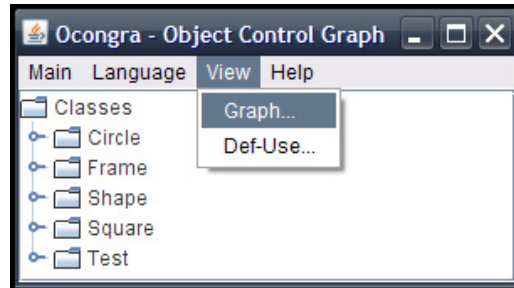 Ocongra - Object Control Graph
Main Language View Help
Classes
Graph...
Circle
Def-Use...
Frame
Shape
Square
Test